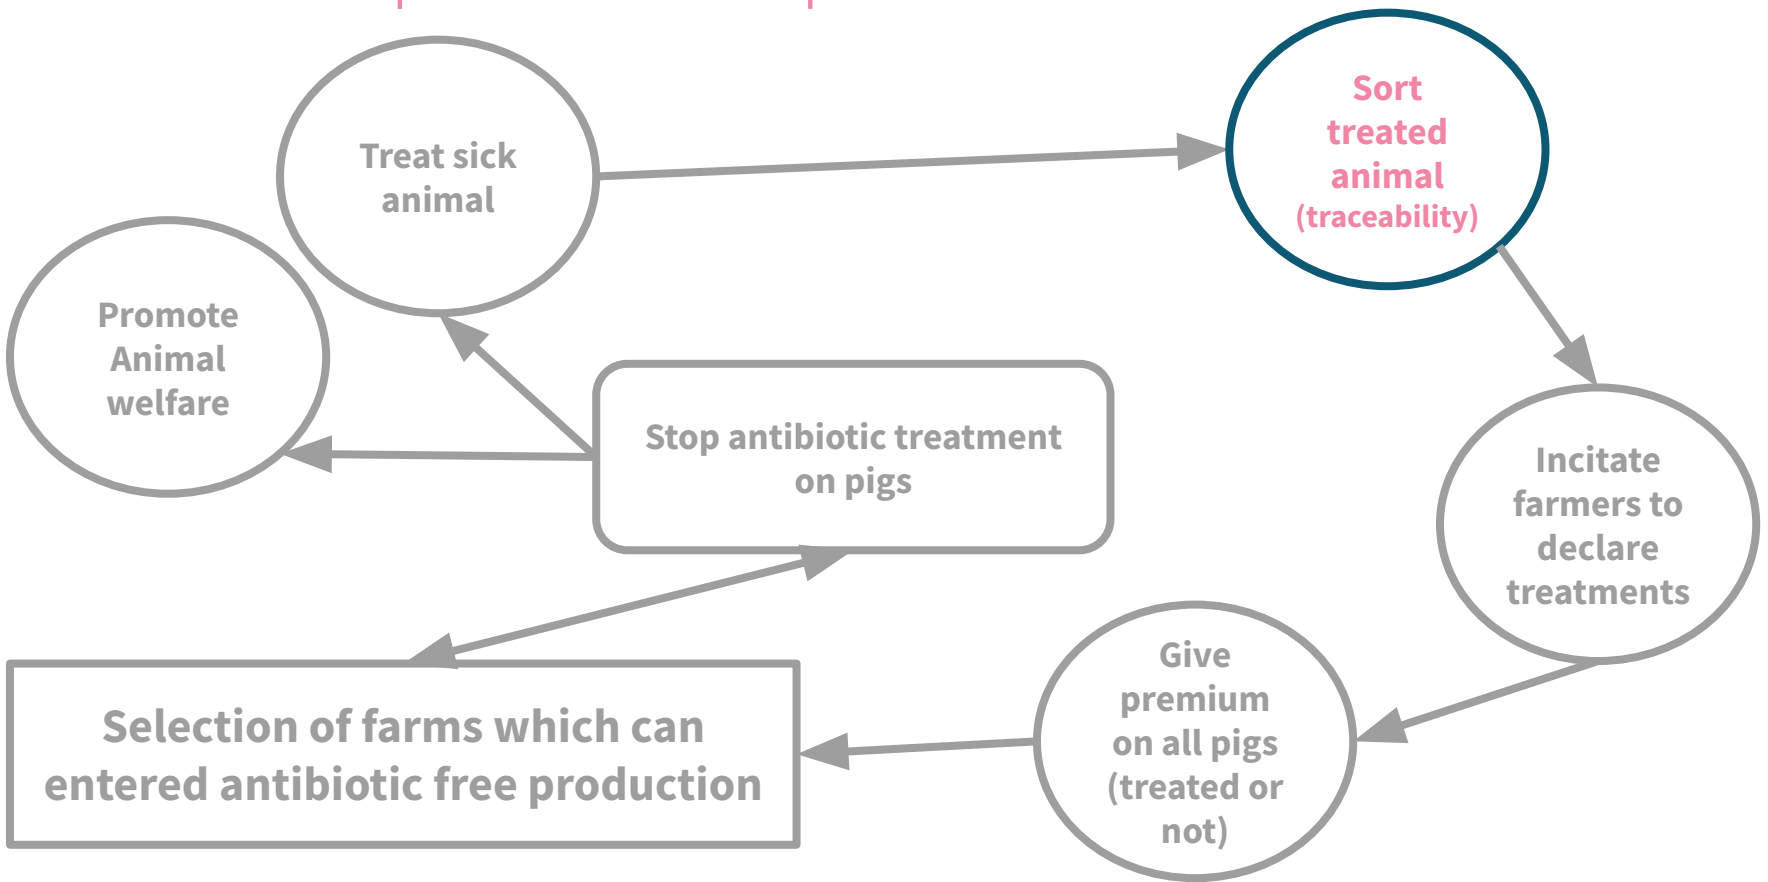 Treat sick
animal
Sort
treated
animal
(traceability)
Promote
Animal
welfare
Stop antibiotic treatment
on pigs
Incitate
farmers to
declare
treatments
Give
premium
on all pigs
(treated or
not)
Selection of farms which can
entered antibiotic free production